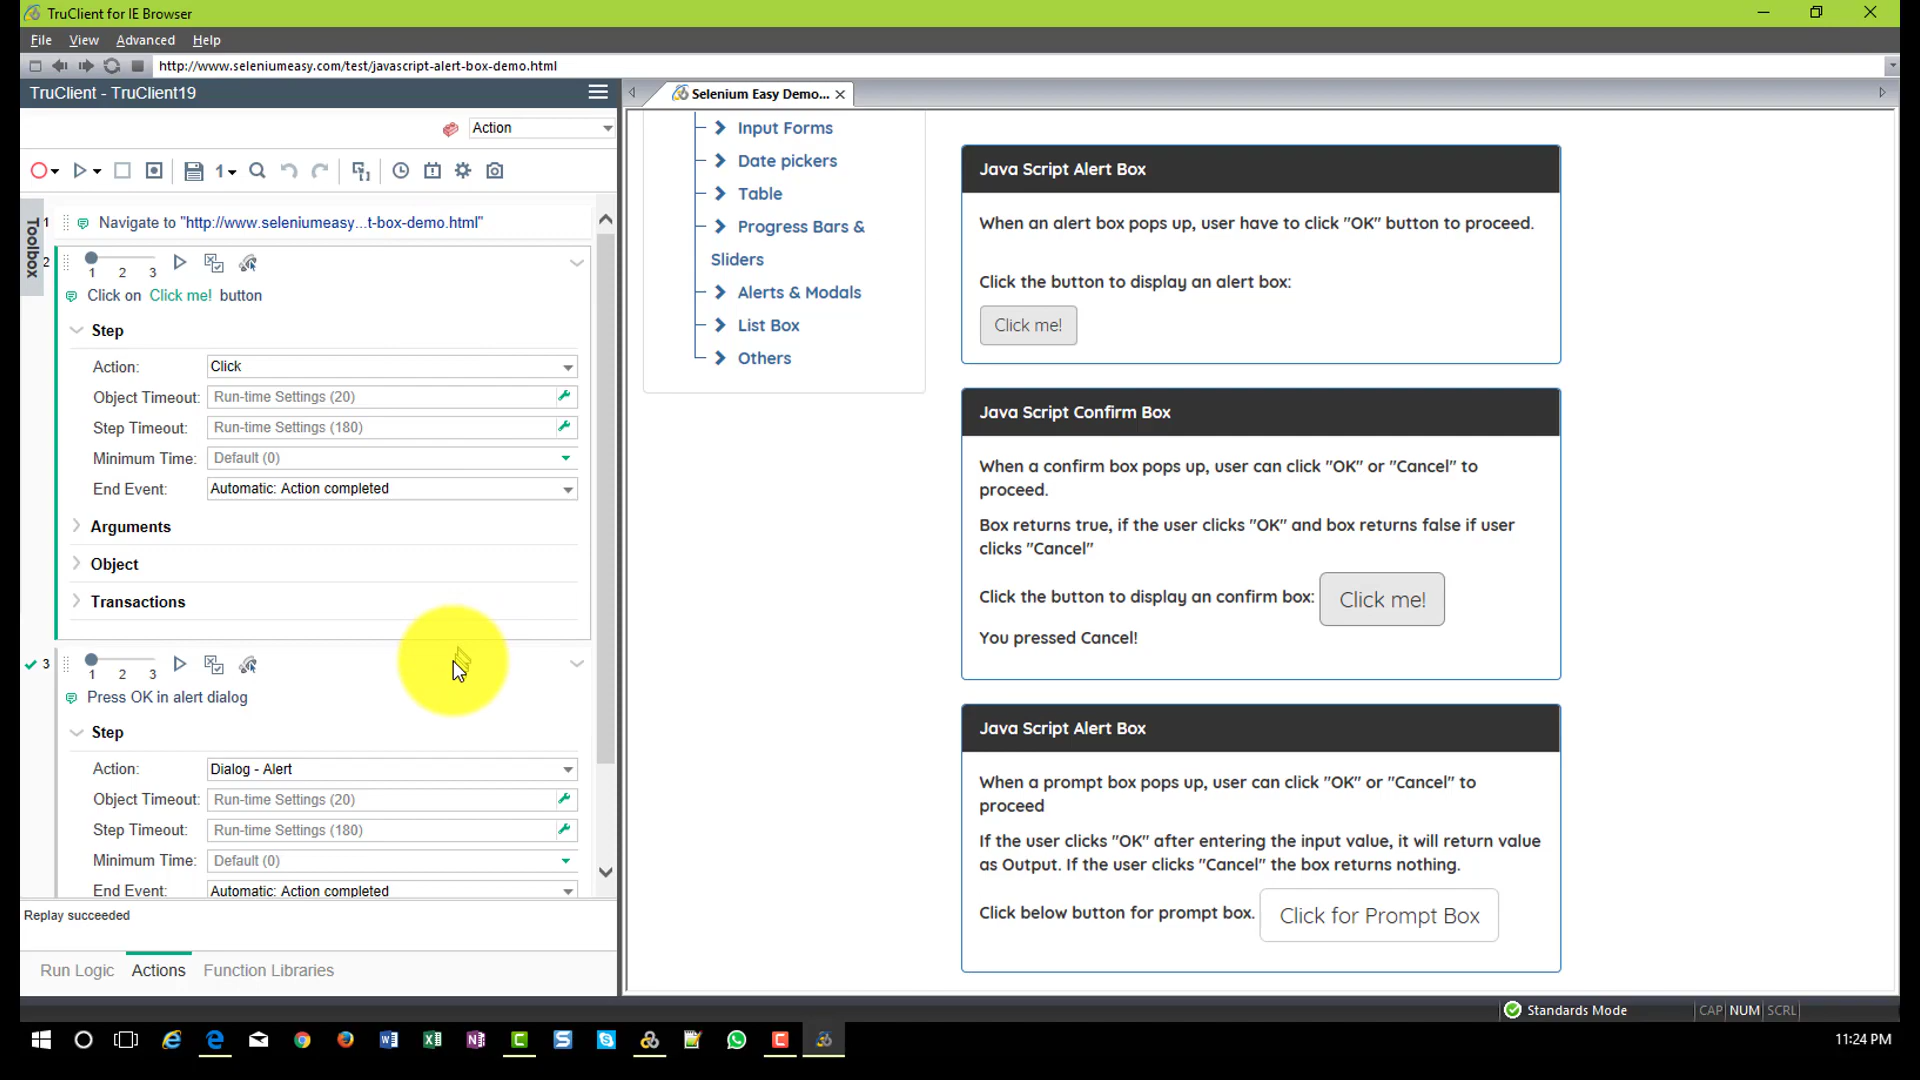 TruClient for IE Browser
File View Advanced Help
http://www.seleniumeasy.com/test/javascript-alert-box-demo.html
TruClient - TruClient19
Action
1
Toolbox
1 Navigate to "http://www.seleniumeasy...t-box-demo.html"
2
1 2 3
Click on Click me! button
Step
Action: Click
Object Timeout: Run-time Settings (20)
Step Timeout: Run-time Settings (180)
Minimum Time: Default (0)
End Event: Automatic: Action completed
Arguments
Object
Transactions
3
1 2 3
Press OK in alert dialog
Step
Action: Dialog - Alert
Object Timeout: Run-time Settings (20)
Step Timeout: Run-time Settings (180)
Minimum Time: Default (0)
End Event: Automatic: Action completed
Replay succeeded
Run Logic Actions Function Libraries
Selenium Easy Demo...
Input Forms
Date pickers
Table
Progress Bars &
Sliders
Alerts & Modals
List Box
Others
Java Script Alert Box
When an alert box pops up, user have to click "OK" button to proceed.
Click the button to display an alert box:
Click me!
Java Script Confirm Box
When a confirm box pops up, user can click "OK" or "Cancel" to
proceed.
Box returns true, if the user clicks "OK" and box returns false if user
clicks "Cancel"
Click the button to display an confirm box: Click me!
You pressed Cancel!
Java Script Alert Box
When a prompt box pops up, user can click "OK" or "Cancel" to
proceed
If the user clicks "OK" after entering the input value, it will return value
as Output. If the user clicks "Cancel" the box returns nothing.
Click below button for prompt box. Click for Prompt Box
Standards Mode CAP NUM SCRL
11:24 PM